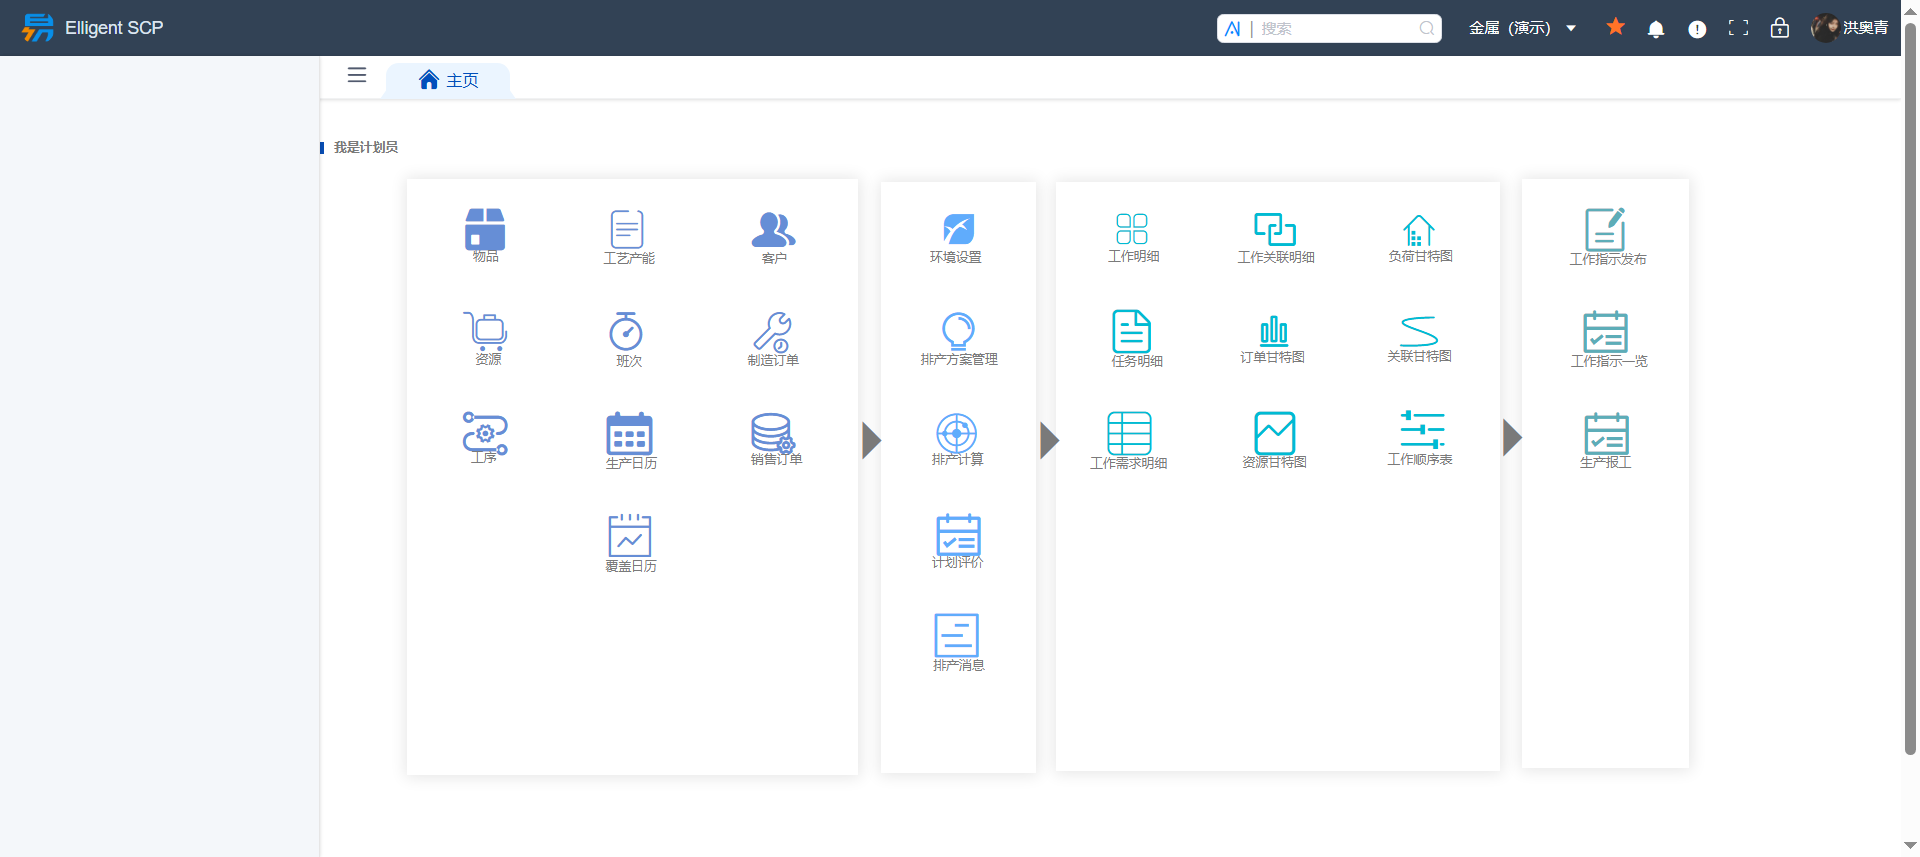 Elligent SCP
AI | 搜索
金属（演示）
洪奥青
主页
我是计划员
物品
工艺产能
客户
资源
班次
制造订单
工序
生产日历
销售订单
覆盖日历
环境设置
排产方案管理
排产计算
计划评价
排产消息
工作明细
工作关联明细
负荷甘特图
任务明细
订单甘特图
关联甘特图
工作需求明细
资源甘特图
工作顺序表
工作指示发布
工作指示一览
生产报工